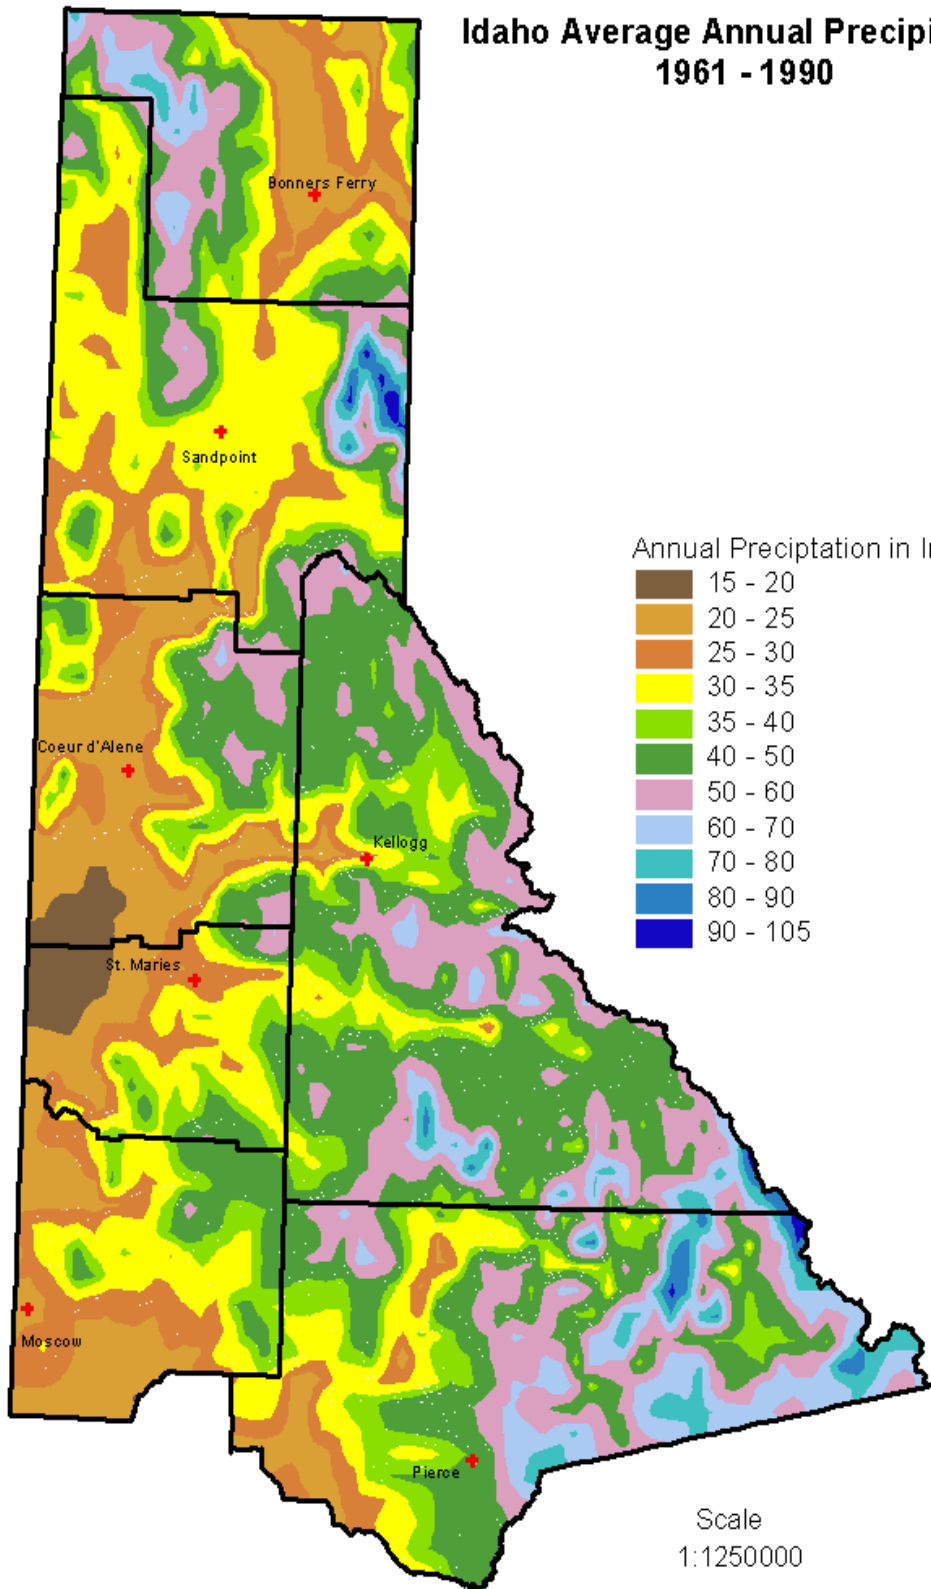 Idaho Average Annual Precipi
1961 - 1990
Bonners Ferry
Sandpoint
Annual Preciptation in I
15 - 20
20 - 25
25 - 30
30 - 35
35 - 40
40 - 50
50 - 60
60 - 70
70 - 80
80 - 90
90 - 105
Coeur d'Alene
Kellogg
St. Maries
Moscow
Pierce
Scale
1:1250000